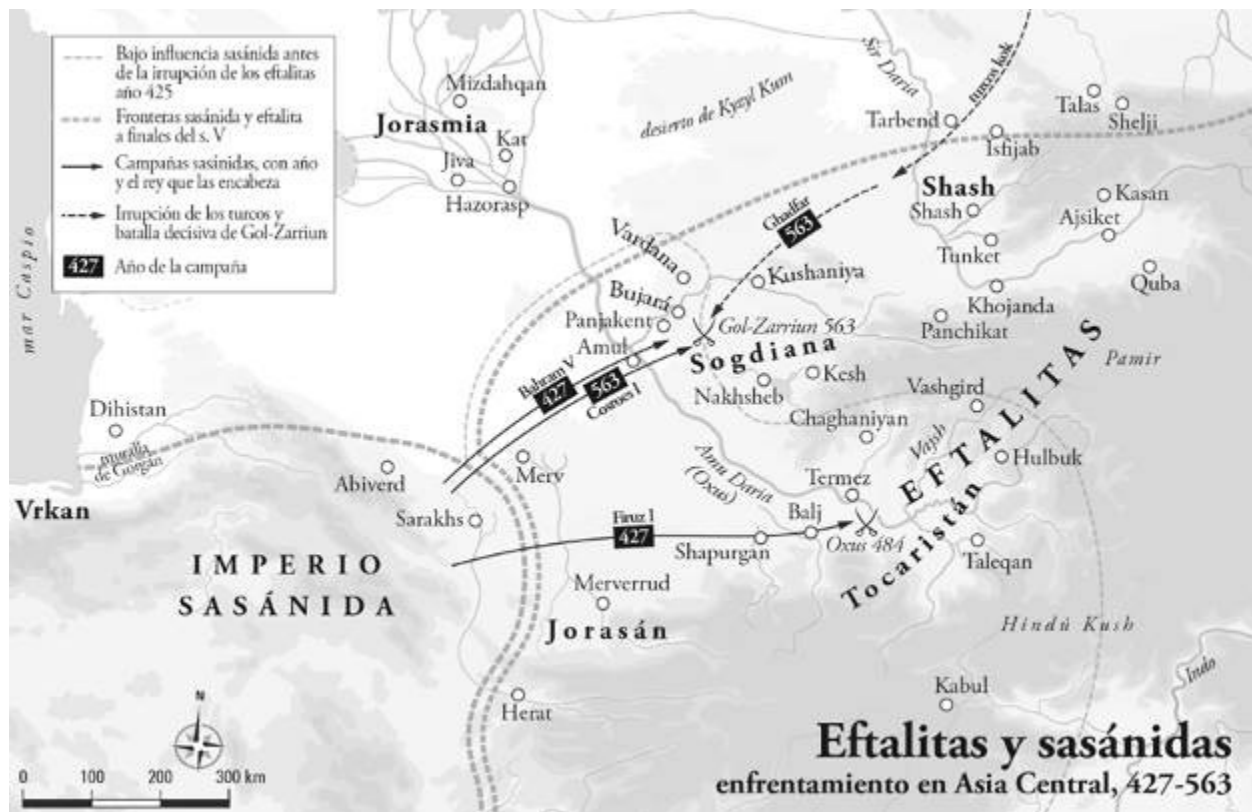 Bajo influencia sasánida antes
de la irrupción de los eftalitas
año 425
Fronteras sasánida y eftalita
a finales del s. V
Campañas sasánidas, con año
y el rey que las encabeza
Irrupción de los turcos y
batalla decisiva de Gol-Zarriun
427 Año de la campaña
mar Caspio
Mizdahqan
Jorasmia
Kat
Jiva
Hazorasp
desierto de Kyzyl Kum
Sir Daria
turcos kok
Tarbend
Isfijab
Talas
Shelji
Shash
Shash
Kasan
Ajsiket
Tunket
Quba
Khojanda
Panchikat
Ghadfar
563
Vardana
Kushaniya
Bujará
Panjakent
Gol-Zarriun 563
Amul
Sogdiana
Bahram V
427
563
Cosroes I
Nakhsheb
Kesh
Pamir
Vashgird
Chaghaniyan
Vajsh
EFTALITAS
Hulbuk
Dihistan
muralla
de Gorgán
Abiverd
Merv
Vrkan
Sarakhs
Amu Daria
(Oxus)
Termez
Balj
Oxus 484
Firuz I
427
Shapurgan
Tocaristán
Taleqan
IMPERIO
SASÁNIDA
Merverrud
Jorasán
Hindú Kush
Indo
Herat
Kabul
N
0 100 200 300 km
Eftalitas y sasánidas
enfrentamiento en Asia Central, 427-563